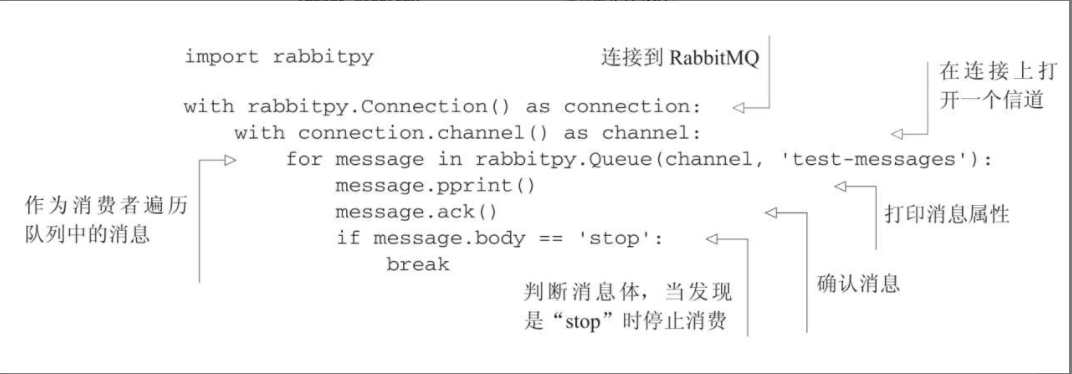 import rabbitpy
连接到 RabbitMQ
在连接上打
开一个信道
with rabbitpy.Connection() as connection:
with connection.channel() as channel:
for message in rabbitpy.Queue(channel, 'test-messages'):
作为消费者遍历
队列中的消息
message.pprint()
打印消息属性
message.ack()
确认消息
if message.body == 'stop':
break
判断消息体，当发现
是“stop”时停止消费